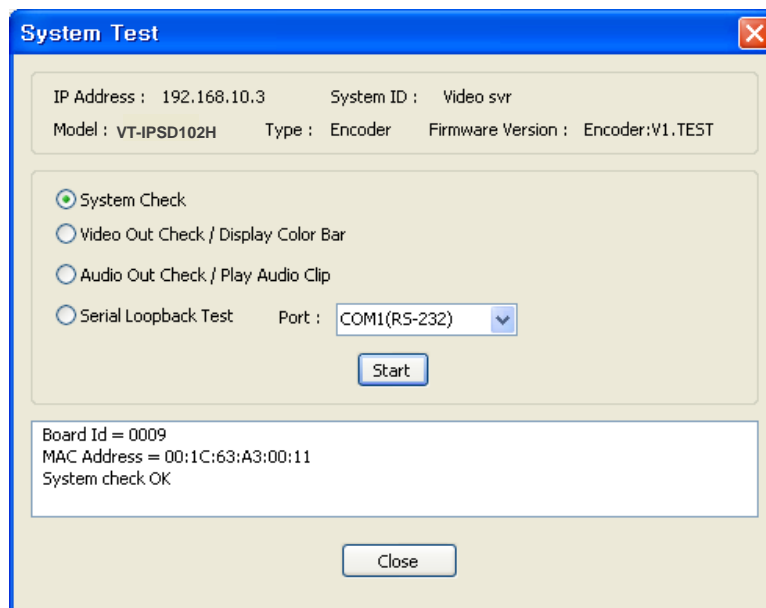 System Test
IP Address : 192.168.10.3 System ID : Video svr
Model : VT-IPSD102H Type : Encoder Firmware Version : Encoder:V1.TEST
System Check
Video Out Check / Display Color Bar
Audio Out Check / Play Audio Clip
Serial Loopback Test Port : COM1(RS-232)
Start
Board Id = 0009
MAC Address = 00:1C:63:A3:00:11
System check OK
Close